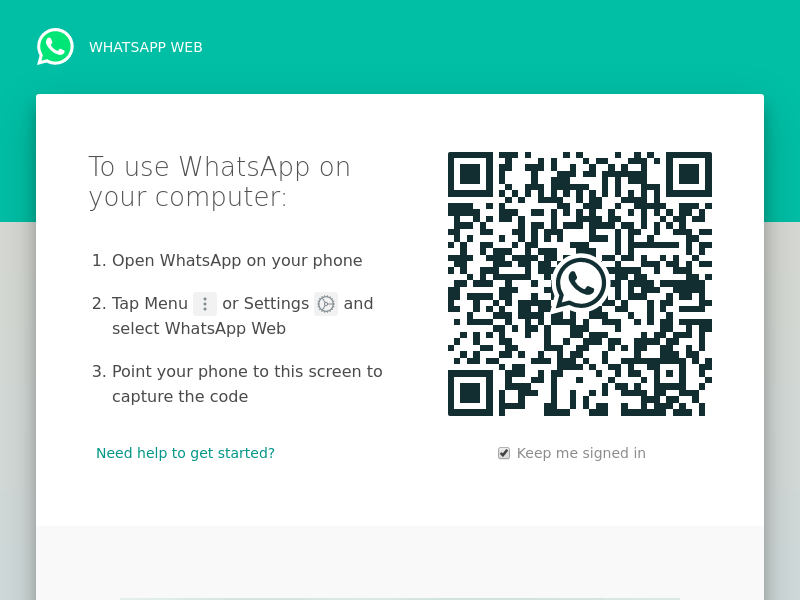 WHATSAPP WEB
To use WhatsApp on
your computer:
1. Open WhatsApp on your phone
2. Tap Menu or Settings and
select WhatsApp Web
3. Point your phone to this screen to
capture the code
Need help to get started?
Keep me signed in